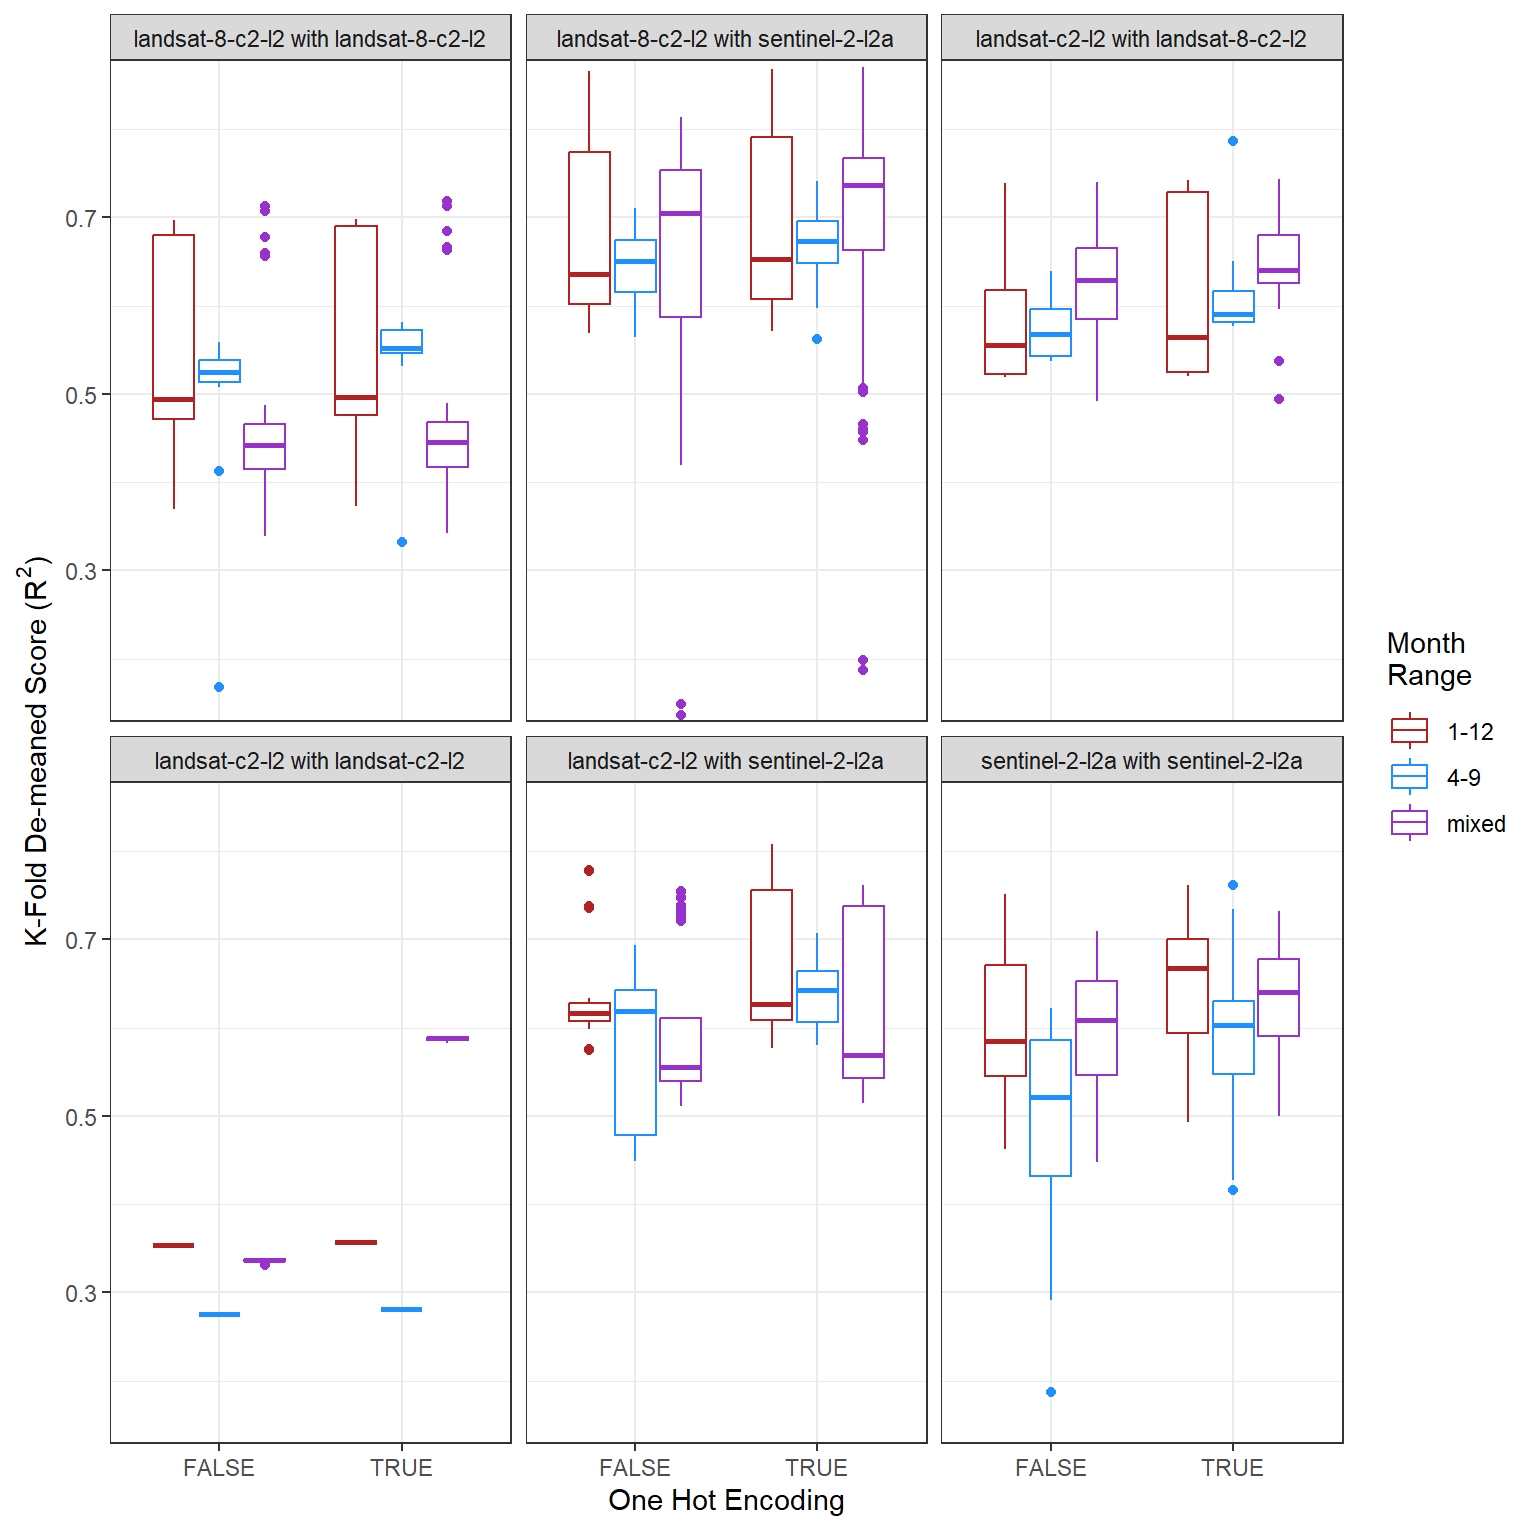 landsat-8-c2-l2 with landsat-8-c2-l2
landsat-8-c2-l2 with sentinel-2-l2a
landsat-c2-l2 with landsat-8-c2-l2
0.7
0.5
0.3
landsat-c2-l2 with landsat-c2-l2
landsat-c2-l2 with sentinel-2-l2a
sentinel-2-l2a with sentinel-2-l2a
0.7
0.5
0.3
FALSE
TRUE
FALSE
TRUE
FALSE
TRUE
One Hot Encoding
K-Fold De-meaned Score (R²)
Month
Range
1-12
4-9
mixed